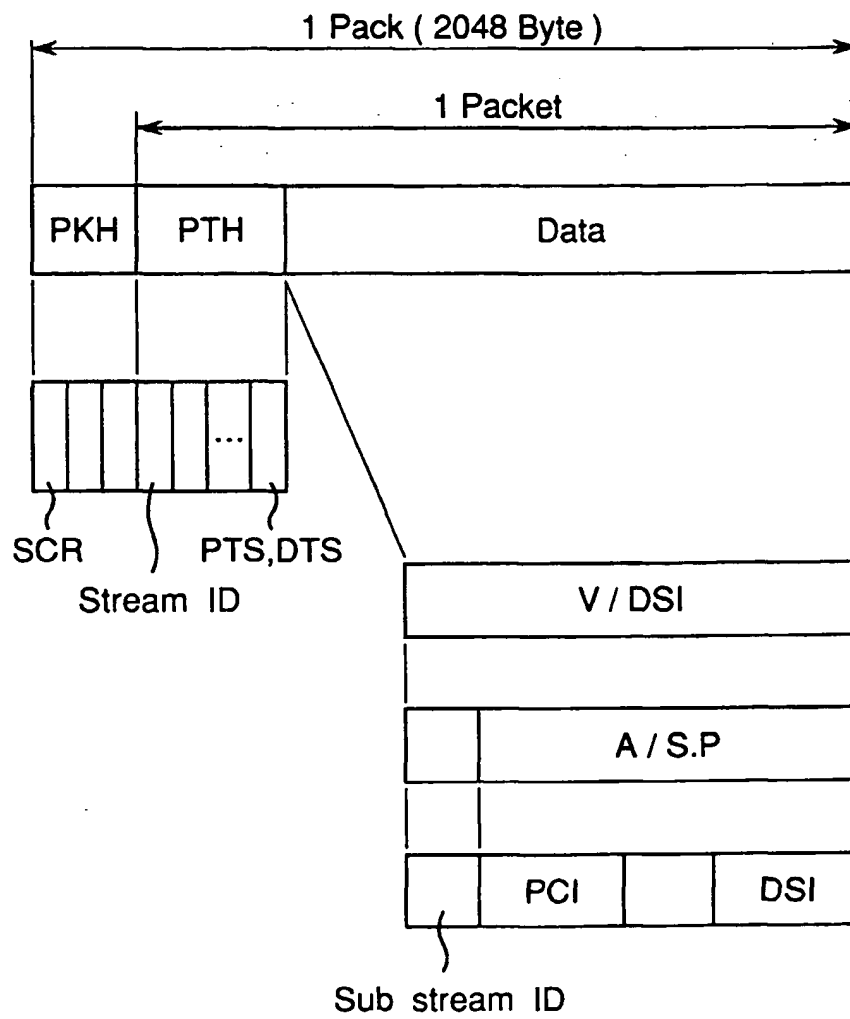 1 Pack ( 2048 Byte )
1 Packet
PKH PTH Data
...
SCR PTS,DTS
Stream ID
V / DSI
A / S.P
PCI DSI
Sub stream ID